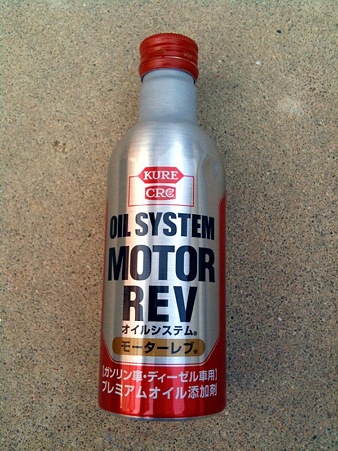 KURE
CRC
OIL SYSTEM
MOTOR
REV
オイルシステム®
モーターレブ®
【ガソリン車・ディーゼル車用】
プレミアムオイル添加剤